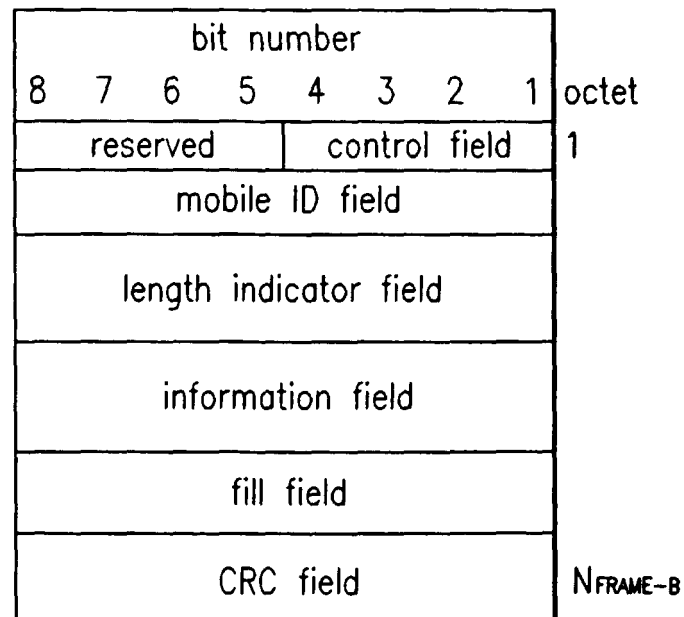 bit number
8 7 6 5 4 3 2 1 octet
reserved control field 1
mobile ID field
length indicator field
information field
fill field
CRC field NFRAME-B